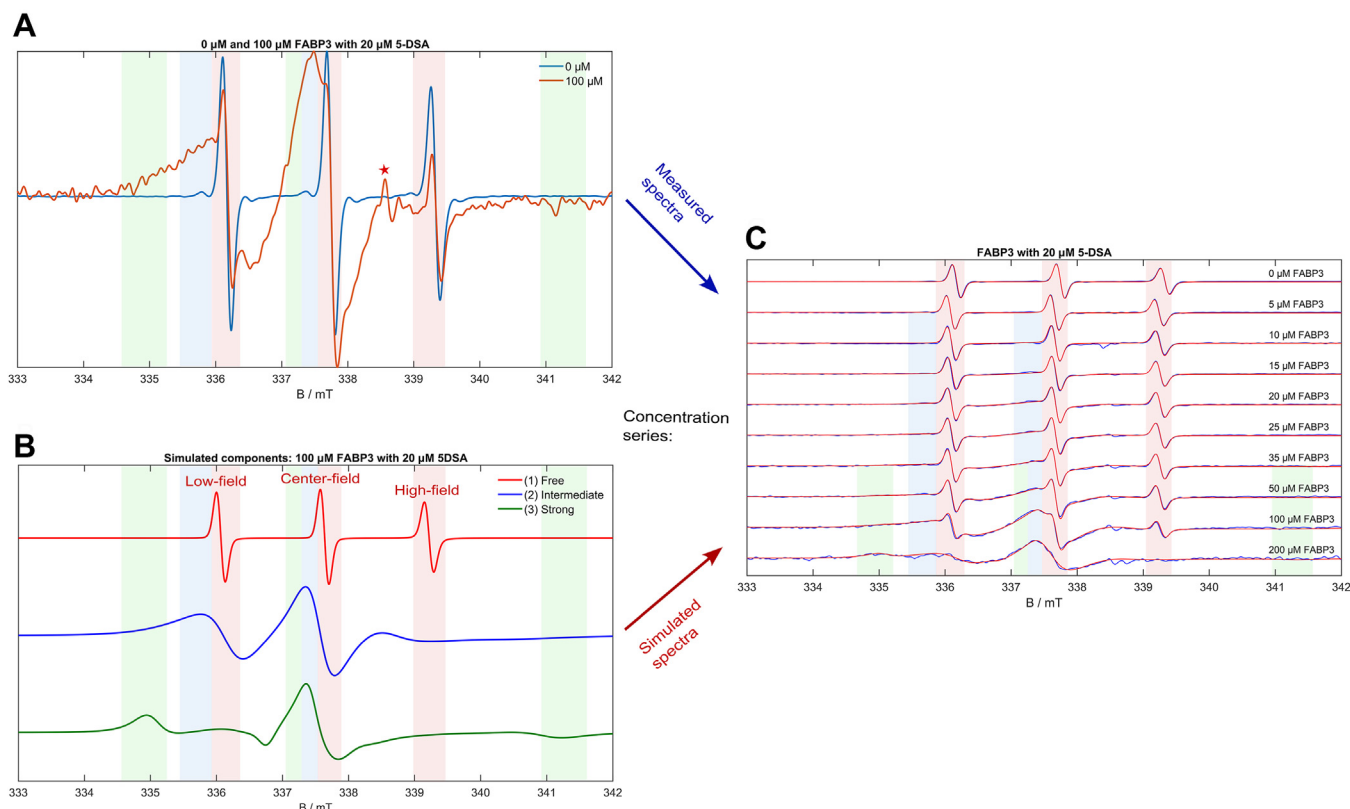 A
0 µM and 100 µM FABP3 with 20 µM 5-DSA
0 µM
100 µM
333 334 335 336 337 338 339 340 341 342
B / mT
B
Simulated components: 100 µM FABP3 with 20 µM 5DSA
Low-field
Center-field
High-field
(1) Free
(2) Intermediate
(3) Strong
333 334 335 336 337 338 339 340 341 342
B / mT
Measured
spectra
Concentration
series:
Simulated
spectra
C
FABP3 with 20 µM 5-DSA
0 µM FABP3
5 µM FABP3
10 µM FABP3
15 µM FABP3
20 µM FABP3
25 µM FABP3
35 µM FABP3
50 µM FABP3
100 µM FABP3
200 µM FABP3
333 334 335 336 337 338 339 340 341 342
B / mT